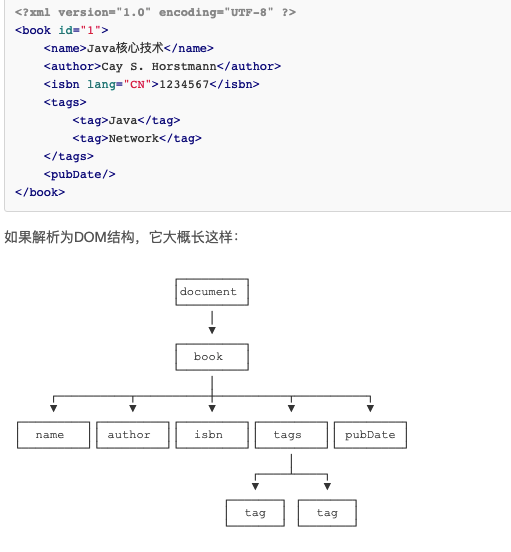 <?xml version="1.0" encoding="UTF-8" ?>
<book id="1">
    <name>Java核心技术</name>
    <author>Cay S. Horstmann</author>
    <isbn lang="CN">1234567</isbn>
    <tags>
        <tag>Java</tag>
        <tag>Network</tag>
    </tags>
    <pubDate/>
</book>
如果解析为DOM结构，它大概长这样：
document
book
name author isbn tags pubDate
tag tag